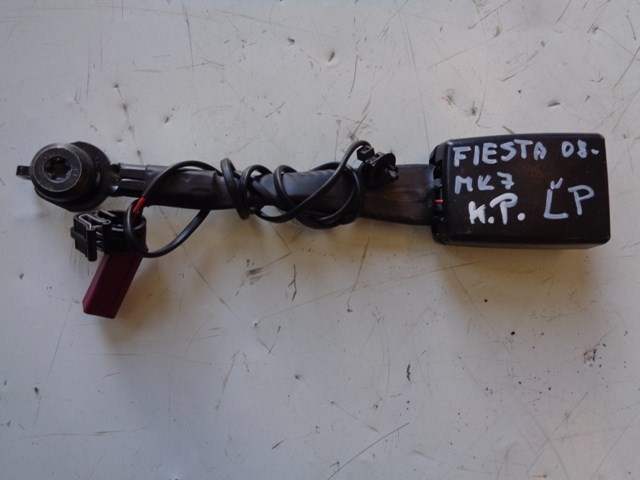 FIESTA 08-
MK7
K.P. ĽP